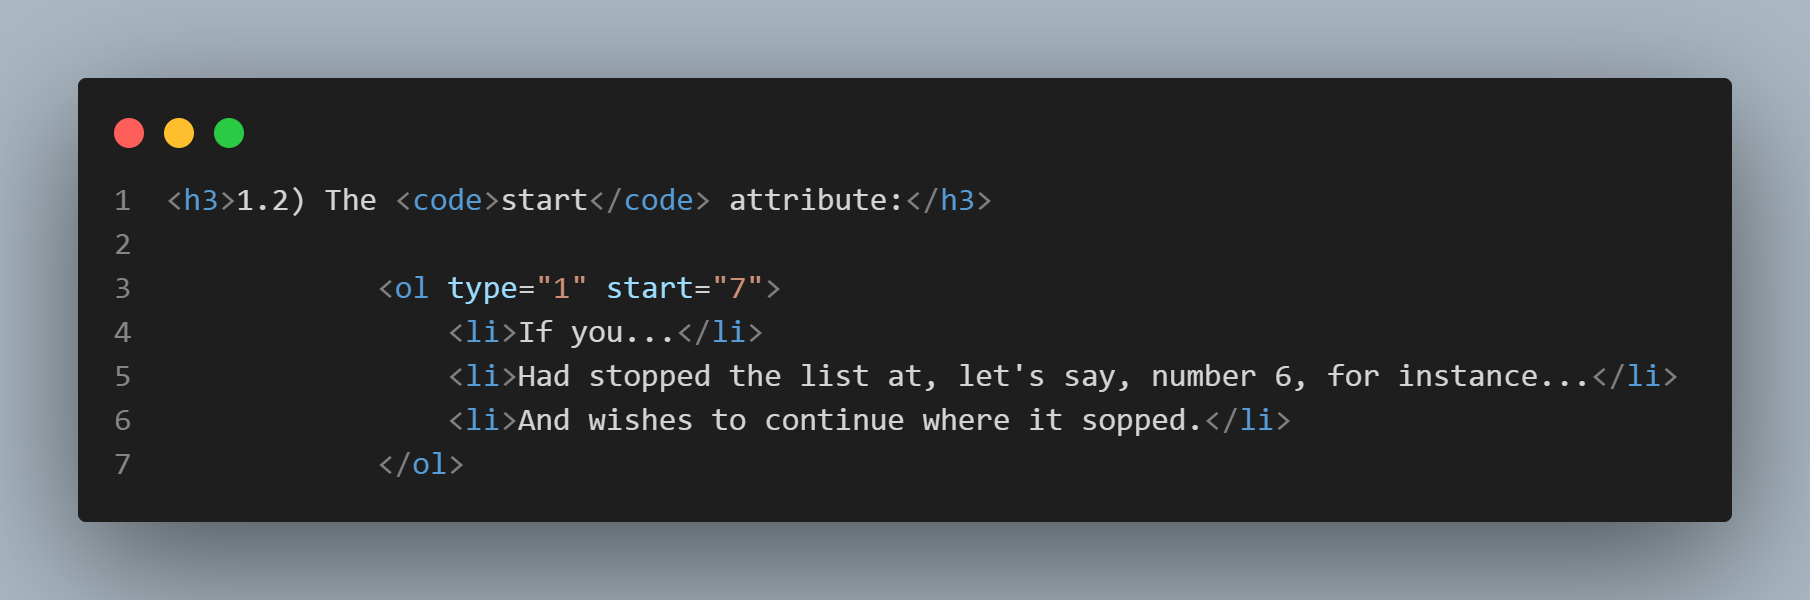 1 <h3>1.2) The <code>start</code> attribute:</h3>
2
3             <ol type="1" start="7">
4                 <li>If you...</li>
5                 <li>Had stopped the list at, let's say, number 6, for instance...</li>
6                 <li>And wishes to continue where it sopped.</li>
7             </ol>